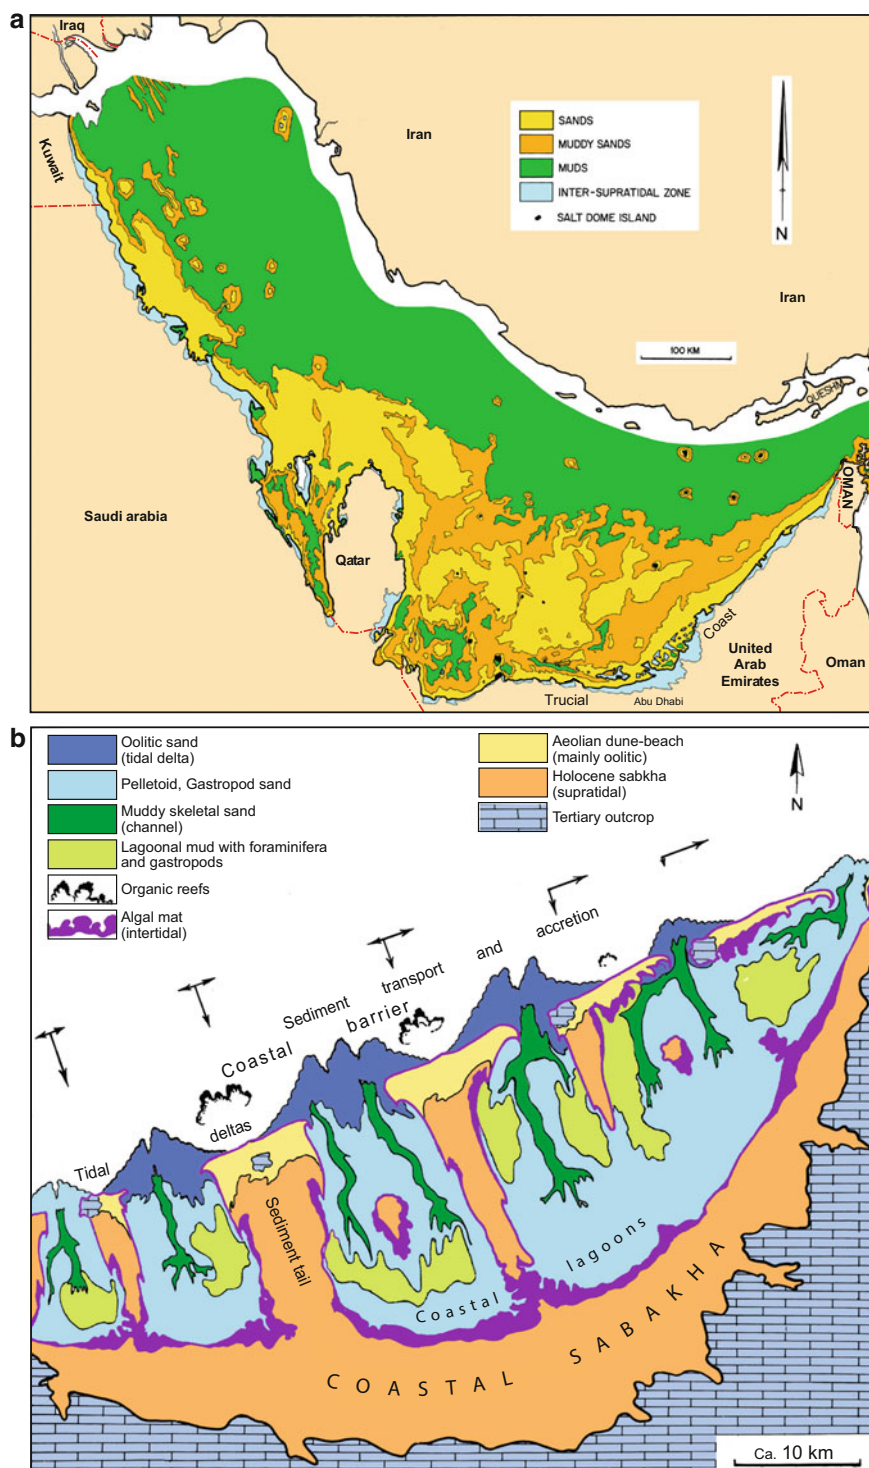 a
Iraq
Iran
Kuwait
SANDS
MUDDY SANDS
MUDS
INTER-SUPRATIDAL ZONE
SALT DOME ISLAND
N
Iran
100 KM
QUESHM
Saudi arabia
Qatar
OMAN
Coast
United
Arab
Emirates
Oman
Trucial
Abu Dhabi
b
Oolitic sand
(tidal delta)
Pelletoid, Gastropod sand
Muddy skeletal sand
(channel)
Lagoonal mud with foraminifera
and gastropods
Organic reefs
Algal mat
(intertidal)
Aeolian dune-beach
(mainly oolitic)
Holocene sabkha
(supratidal)
Tertiary outcrop
N
Sediment transport and accretion
Coastal barrier
Tidal deltas
Sediment tail
Coastal lagoons
COASTAL SABAKHA
Ca. 10 km